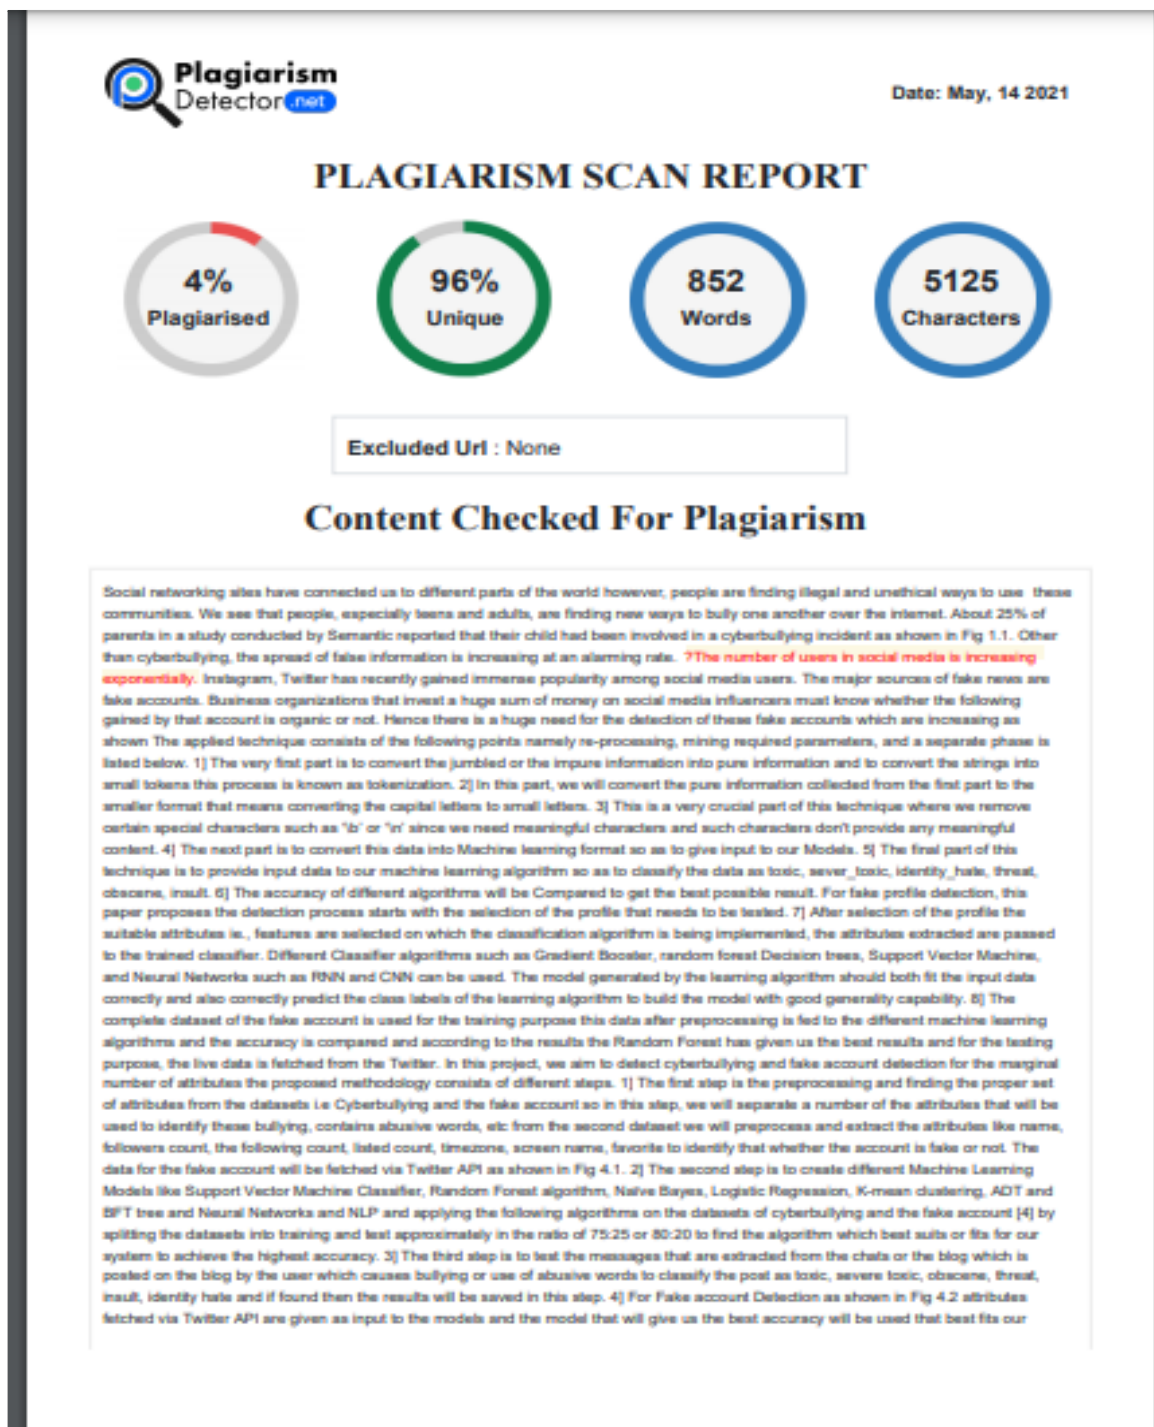 Plagiarism
Detector.net
Date: May, 14 2021
PLAGIARISM SCAN REPORT
4%
Plagiarised
96%
Unique
852
Words
5125
Characters
Excluded Url : None
Content Checked For Plagiarism
Social networking sites have connected us to different parts of the world however, people are finding illegal and unethical ways to use these
communities. We see that people, especially teens and adults, are finding new ways to bully one another over the internet. About 25% of
parents in a study conducted by Semantic reported that their child had been involved in a cyberbullying incident as shown in Fig 1.1. Other
than cyberbullying, the spread of false information is increasing at an alarming rate. ?The number of users in social media is increasing
exponentially. Instagram, Twitter has recently gained immense popularity among social media users. The major sources of fake news are
fake accounts. Business organizations that invest a huge sum of money on social media influencers must know whether the following
gained by that account is organic or not. Hence there is a huge need for the detection of these fake accounts which are increasing as
shown The applied technique consists of the following points namely re-processing, mining required parameters, and a separate phase is
listed below. 1] The very first part is to convert the jumbled or the impure information into pure information and to convert the strings into
small tokens this process is known as tokenization. 2] In this part, we will convert the pure information collected from the first part to the
smaller format that means converting the capital letters to small letters. 3] This is a very crucial part of this technique where we remove
certain special characters such as '\b' or '\n' since we need meaningful characters and such characters don't provide any meaningful
content. 4] The next part is to convert this data into Machine learning format so as to give input to our Models. 5] The final part of this
technique is to provide input data to our machine learning algorithm so as to classify the data as toxic, sever_toxic, identity_hate, threat,
obscene, insult. 6] The accuracy of different algorithms will be Compared to get the best possible result. For fake profile detection, this
paper proposes the detection process starts with the selection of the profile that needs to be tested. 7] After selection of the profile the
suitable attributes ie., features are selected on which the classification algorithm is being implemented, the attributes extracted are passed
to the trained classifier. Different Classifier algorithms such as Gradient Booster, random forest Decision trees, Support Vector Machine,
and Neural Networks such as RNN and CNN can be used. The model generated by the learning algorithm should both fit the input data
correctly and also correctly predict the class labels of the learning algorithm to build the model with good generality capability. 8] The
complete dataset of the fake account is used for the training purpose this data after preprocessing is fed to the different machine learning
algorithms and the accuracy is compared and according to the results the Random Forest has given us the best results and for the testing
purpose, the live data is fetched from the Twitter. In this project, we aim to detect cyberbullying and fake account detection for the marginal
number of attributes the proposed methodology consists of different steps. 1] The first step is the preprocessing and finding the proper set
of attributes from the datasets i.e Cyberbullying and the fake account so in this step, we will separate a number of the attributes that will be
used to identify these bullying, contains abusive words, etc from the second dataset we will preprocess and extract the attributes like name,
followers count, the following count, listed count, timezone, screen name, favorite to identify that whether the account is fake or not. The
data for the fake account will be fetched via Twitter API as shown in Fig 4.1. 2] The second step is to create different Machine Learning
Models like Support Vector Machine Classifier, Random Forest algorithm, Naïve Bayes, Logistic Regression, K-mean clustering, ADT and
BFT tree and Neural Networks and NLP and applying the following algorithms on the datasets of cyberbullying and the fake account [4] by
splitting the datasets into training and test approximately in the ratio of 75:25 or 80:20 to find the algorithm which best suits or fits for our
system to achieve the highest accuracy. 3] The third step is to test the messages that are extracted from the chats or the blog which is
posted on the blog by the user which causes bullying or use of abusive words to classify the post as toxic, severe toxic, obscene, threat,
insult, identity hate and if found then the results will be saved in this step. 4] For Fake account Detection as shown in Fig 4.2 attributes
fetched via Twitter API are given as input to the models and the model that will give us the best accuracy will be used that best fits our